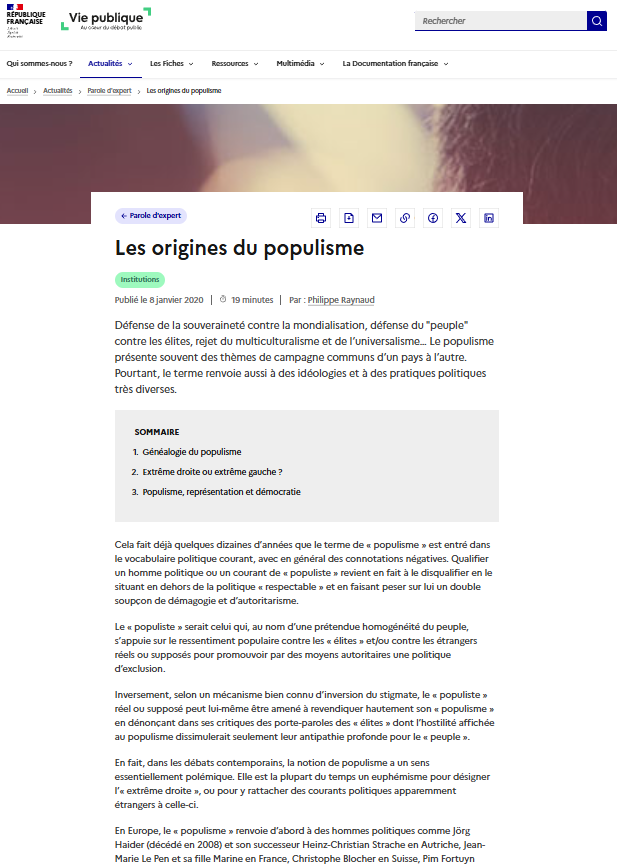 RÉPUBLIQUE
FRANÇAISE
Vie publique
Au cœur du débat public
Rechercher
Qui sommes-nous ?
Actualités
Les Fiches
Ressources
Multimédia
La Documentation française
Accueil > Actualités > Parole d'expert > Les origines du populisme
← Parole d'expert
Les origines du populisme
Institutions
Publié le 8 janvier 2020 | 19 minutes | Par : Philippe Raynaud
Défense de la souveraineté contre la mondialisation, défense du "peuple"
contre les élites, rejet du multiculturalisme et de l'universalisme... Le populisme
présente souvent des thèmes de campagne communs d'un pays à l'autre.
Pourtant, le terme renvoie aussi à des idéologies et à des pratiques politiques
très diverses.
SOMMAIRE
1. Généalogie du populisme
2. Extrême droite ou extrême gauche ?
3. Populisme, représentation et démocratie
Cela fait déjà quelques dizaines d'années que le terme de « populisme » est entré dans
le vocabulaire politique courant, avec en général des connotations négatives. Qualifier
un homme politique ou un courant de « populiste » revient en fait à le disqualifier en le
situant en dehors de la politique « respectable » et en faisant peser sur lui un double
soupçon de démagogie et d'autoritarisme.
Le « populiste » serait celui qui, au nom d'une prétendue homogénéité du peuple,
s'appuie sur le ressentiment populaire contre les « élites » et/ou contre les étrangers
réels ou supposés pour promouvoir par des moyens autoritaires une politique
d'exclusion.
Inversement, selon un mécanisme bien connu d'inversion du stigmate, le « populiste »
réel ou supposé peut lui-même être amené à revendiquer hautement son « populisme »
en dénonçant dans ses critiques des porte-paroles des « élites » dont l'hostilité affichée
au populisme dissimulerait seulement leur antipathie profonde pour le « peuple ».
En fait, dans les débats contemporains, la notion de populisme a un sens
essentiellement polémique. Elle est la plupart du temps un euphémisme pour désigner
l'« extrême droite », ou pour y rattacher des courants politiques apparemment
étrangers à celle-ci.
En Europe, le « populisme » renvoie d'abord à des hommes politiques comme Jörg
Haider (décédé en 2008) et son successeur Heinz-Christian Strache en Autriche, Jean-
Marie Le Pen et sa fille Marine en France, Christophe Blocher en Suisse, Pim Fortuyn